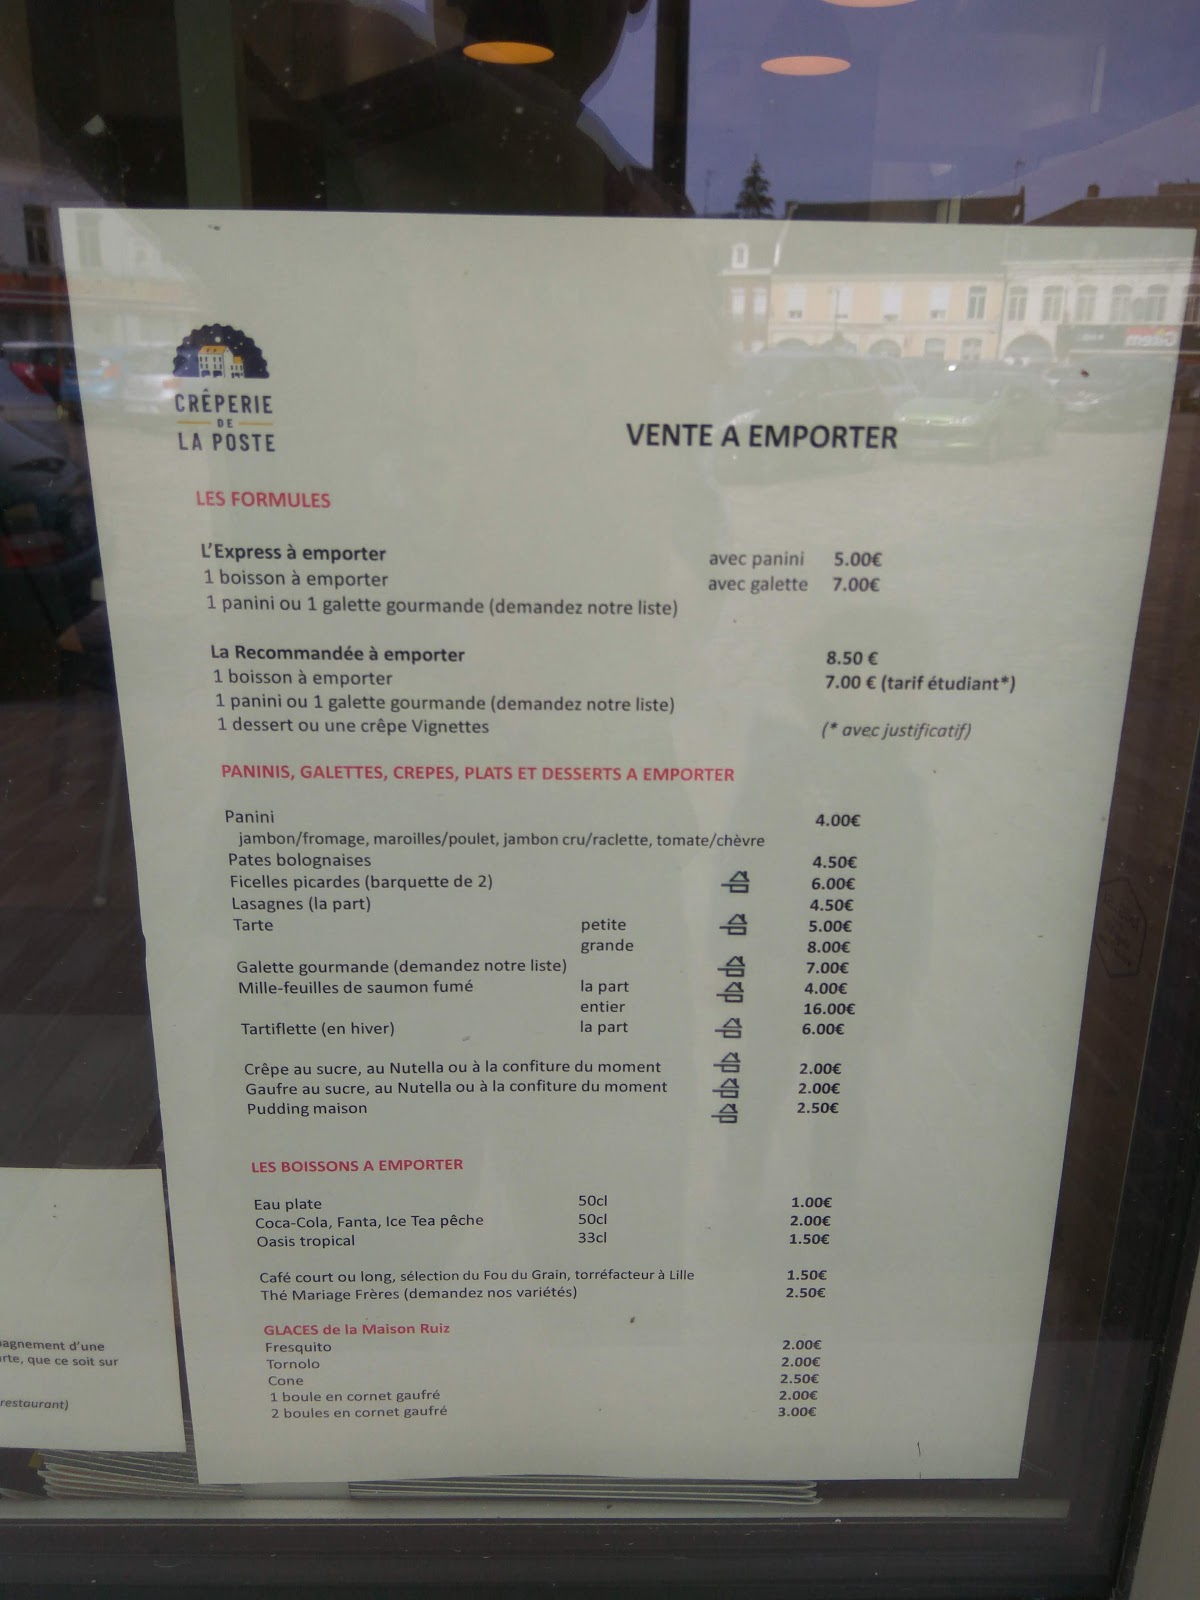 CRÊPERIE
DE
LA POSTE
VENTE A EMPORTER
LES FORMULES
L'Express à emporter avec panini 5.00€
1 boisson à emporter avec galette 7.00€
1 panini ou 1 galette gourmande (demandez notre liste)
La Recommandée à emporter 8.50 €
1 boisson à emporter 7.00 € (tarif étudiant*)
1 panini ou 1 galette gourmande (demandez notre liste)
1 dessert ou une crêpe Vignettes (* avec justificatif)
PANINIS, GALETTES, CREPES, PLATS ET DESSERTS A EMPORTER
Panini 4.00€
jambon/fromage, maroilles/poulet, jambon cru/raclette, tomate/chèvre
Pates bolognaises 4.50€
Ficelles picardes (barquette de 2) 6.00€
Lasagnes (la part) 4.50€
Tarte petite 5.00€
grande 8.00€
Galette gourmande (demandez notre liste) 7.00€
Mille-feuilles de saumon fumé la part 4.00€
entier 16.00€
Tartiflette (en hiver) la part 6.00€
Crêpe au sucre, au Nutella ou à la confiture du moment 2.00€
Gaufre au sucre, au Nutella ou à la confiture du moment 2.00€
Pudding maison 2.50€
LES BOISSONS A EMPORTER
Eau plate 50cl 1.00€
Coca-Cola, Fanta, Ice Tea pêche 50cl 2.00€
Oasis tropical 33cl 1.50€
Café court ou long, sélection du Fou du Grain, torréfacteur à Lille 1.50€
Thé Mariage Frères (demandez nos variétés) 2.50€
GLACES de la Maison Ruiz
Fresquito 2.00€
Tornolo 2.00€
Cone 2.50€
1 boule en cornet gaufré 2.00€
2 boules en cornet gaufré 3.00€
pagnement d'une
rte, que ce soit sur
restaurant)